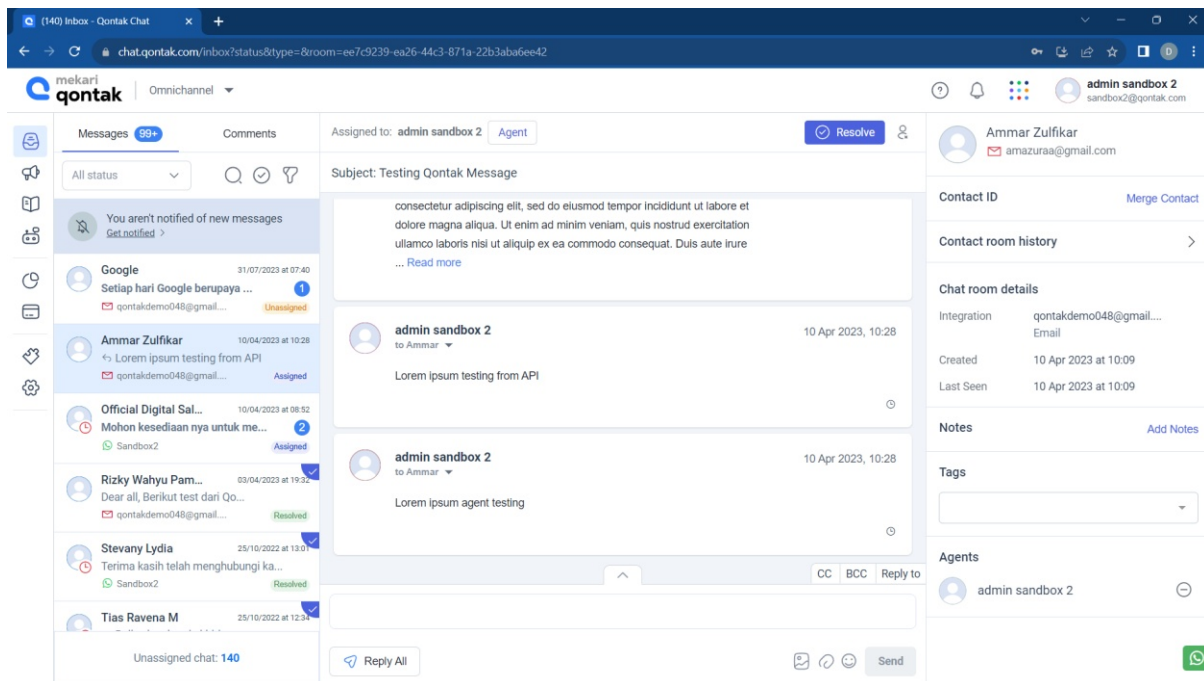 (140) Inbox - Qontak Chat
chat.qontak.com/inbox?status&type=&room=ee7c9239-ea26-44c3-871a-22b3aba6ee42
D
mekari
qontak
Omnichannel
admin sandbox 2
sandbox2@qontak.com
Messages 99+ Comments
All status
You aren't notified of new messages
Get notified >
Google 31/07/2023 at 07:40
Setiap hari Google berupaya ... 1
qontakdemo048@gmail.... Unassigned
Ammar Zulfikar 10/04/2023 at 10:28
Lorem ipsum testing from API
qontakdemo048@gmail.... Assigned
Official Digital Sal... 10/04/2023 at 08:52
Mohon kesediaan nya untuk me... 2
Sandbox2 Assigned
Rizky Wahyu Pam... 03/04/2023 at 19:32
Dear all, Berikut test dari Qo...
qontakdemo048@gmail.... Resolved
Stevany Lydia 25/10/2022 at 13:01
Terima kasih telah menghubungi ka...
Sandbox2 Resolved
Tias Ravena M 25/10/2022 at 12:34
Unassigned chat: 140
Assigned to: admin sandbox 2 Agent Resolve
Subject: Testing Qontak Message
consectetur adipiscing elit, sed do eiusmod tempor incididunt ut labore et
dolore magna aliqua. Ut enim ad minim veniam, quis nostrud exercitation
ullamco laboris nisi ut aliquip ex ea commodo consequat. Duis aute irure
... Read more
admin sandbox 2 10 Apr 2023, 10:28
to Ammar
Lorem ipsum testing from API
admin sandbox 2 10 Apr 2023, 10:28
to Ammar
Lorem ipsum agent testing
CC BCC Reply to
Reply All Send
Ammar Zulfikar
amazuraa@gmail.com
Contact ID Merge Contact
Contact room history
Chat room details
Integration qontakdemo048@gmail....
Email
Created 10 Apr 2023 at 10:09
Last Seen 10 Apr 2023 at 10:09
Notes Add Notes
Tags
Agents
admin sandbox 2